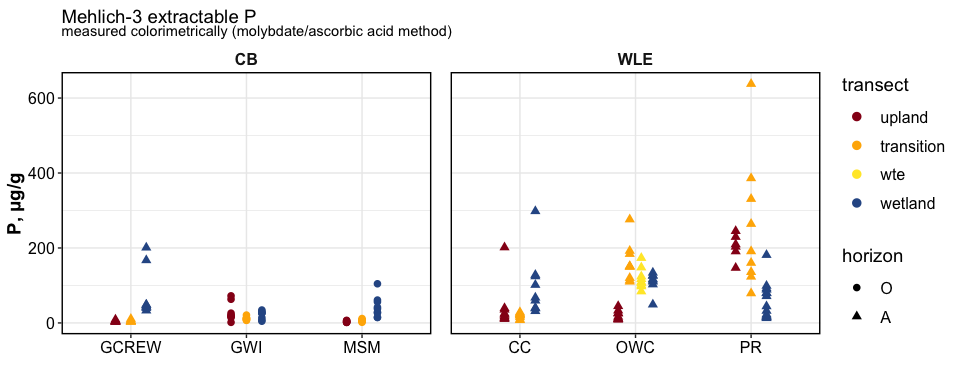 Mehlich-3 extractable P
measured colorimetrically (molybdate/ascorbic acid method)
CB
WLE
P, μg/g
600
400
200
0
GCREW
GWI
MSM
CC
OWC
PR
transect
upland
transition
wte
wetland
horizon
O
A